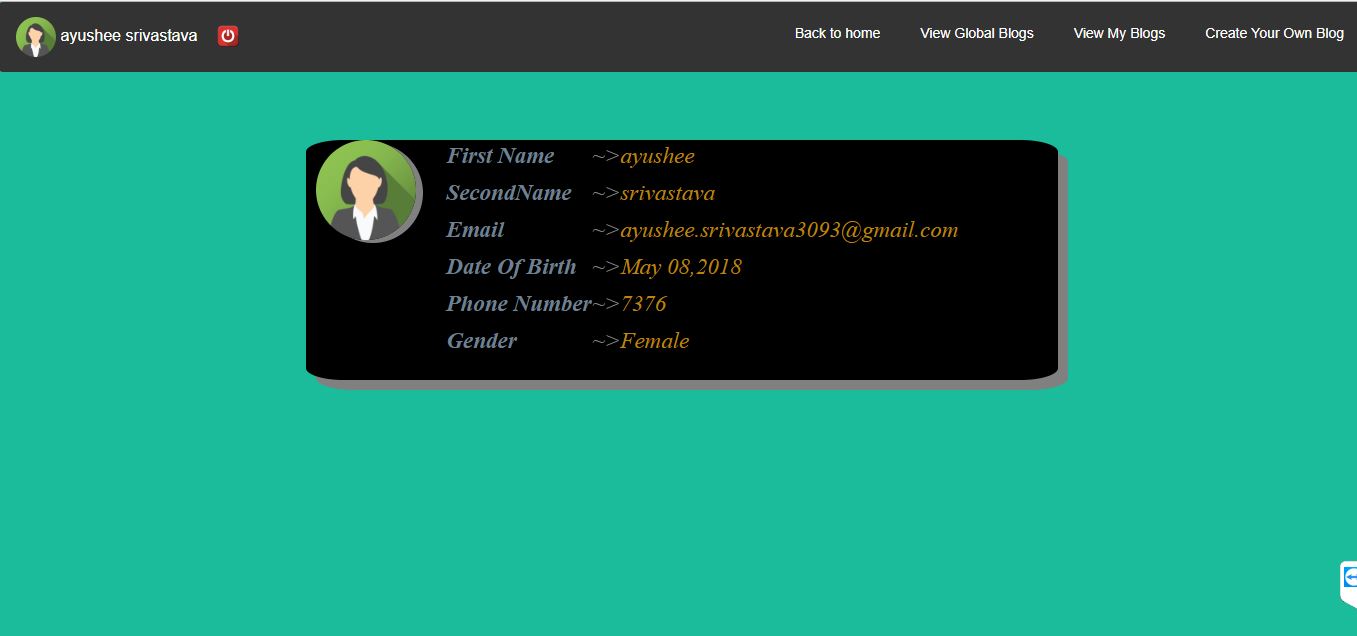 ayushee srivastava
Back to home
View Global Blogs
View My Blogs
Create Your Own Blog
First Name ~>ayushee
SecondName ~>srivastava
Email ~>ayushee.srivastava3093@gmail.com
Date Of Birth ~>May 08,2018
Phone Number~>7376
Gender ~>Female